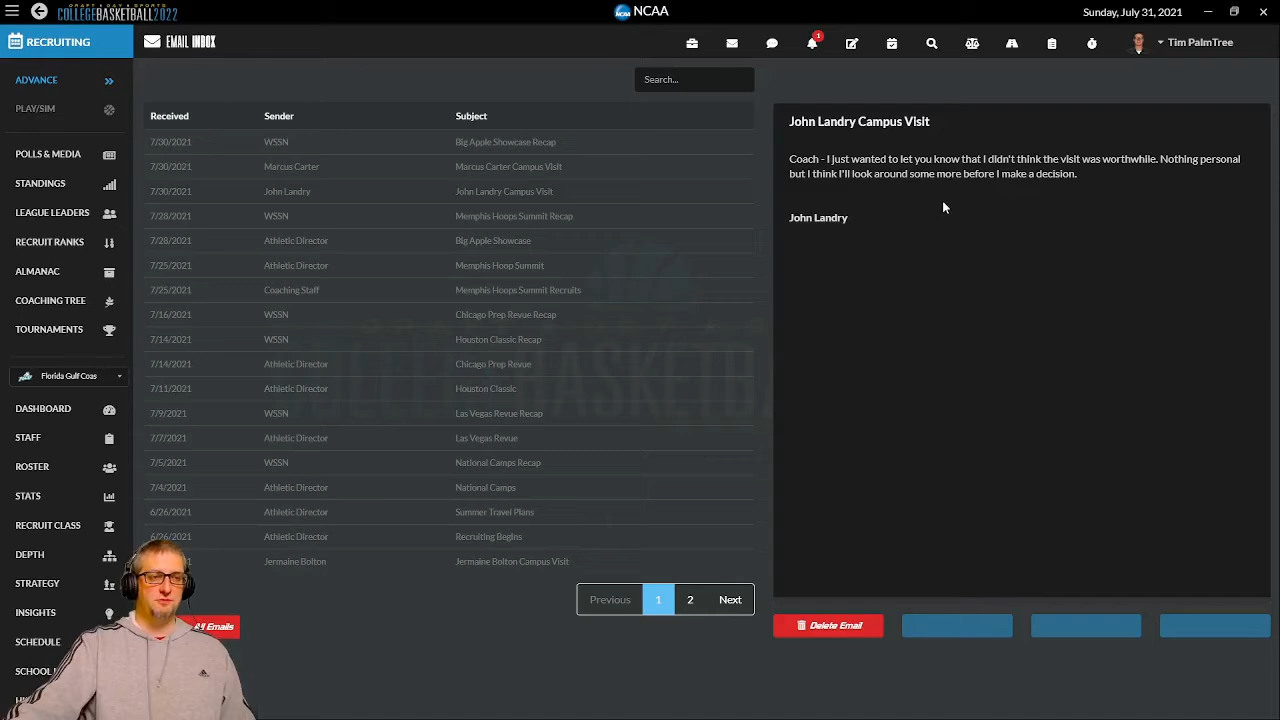 DRAFT DAY SPORTS
COLLEGE BASKETBALL 2022
NCAA
Sunday, July 31, 2021
RECRUITING
EMAIL INBOX
1
Tim PalmTree
ADVANCE
PLAY/SIM
POLLS & MEDIA
STANDINGS
LEAGUE LEADERS
RECRUIT RANKS
ALMANAC
COACHING TREE
TOURNAMENTS
Florida Gulf Coas
DASHBOARD
STAFF
ROSTER
STATS
RECRUIT CLASS
DEPTH
STRATEGY
INSIGHTS
SCHEDULE
SCHOOL
Search...
Received Sender Subject
7/30/2021 WSSN Big Apple Showcase Recap
7/30/2021 Marcus Carter Marcus Carter Campus Visit
7/30/2021 John Landry John Landry Campus Visit
7/28/2021 WSSN Memphis Hoops Summit Recap
7/28/2021 Athletic Director Big Apple Showcase
7/25/2021 Athletic Director Memphis Hoop Summit
7/25/2021 Coaching Staff Memphis Hoops Summit Recruits
7/16/2021 WSSN Chicago Prep Revue Recap
7/14/2021 WSSN Houston Classic Recap
7/14/2021 Athletic Director Chicago Prep Revue
7/11/2021 Athletic Director Houston Classic
7/9/2021 WSSN Las Vegas Revue Recap
7/7/2021 Athletic Director Las Vegas Revue
7/5/2021 WSSN National Camps Recap
7/4/2021 Athletic Director National Camps
6/26/2021 Athletic Director Summer Travel Plans
6/26/2021 Athletic Director Recruiting Begins
Jermaine Bolton Jermaine Bolton Campus Visit
Previous 1 2 Next
All Emails
John Landry Campus Visit
Coach - I just wanted to let you know that I didn't think the visit was worthwhile. Nothing personal
but I think I'll look around some more before I make a decision.
John Landry
Delete Email